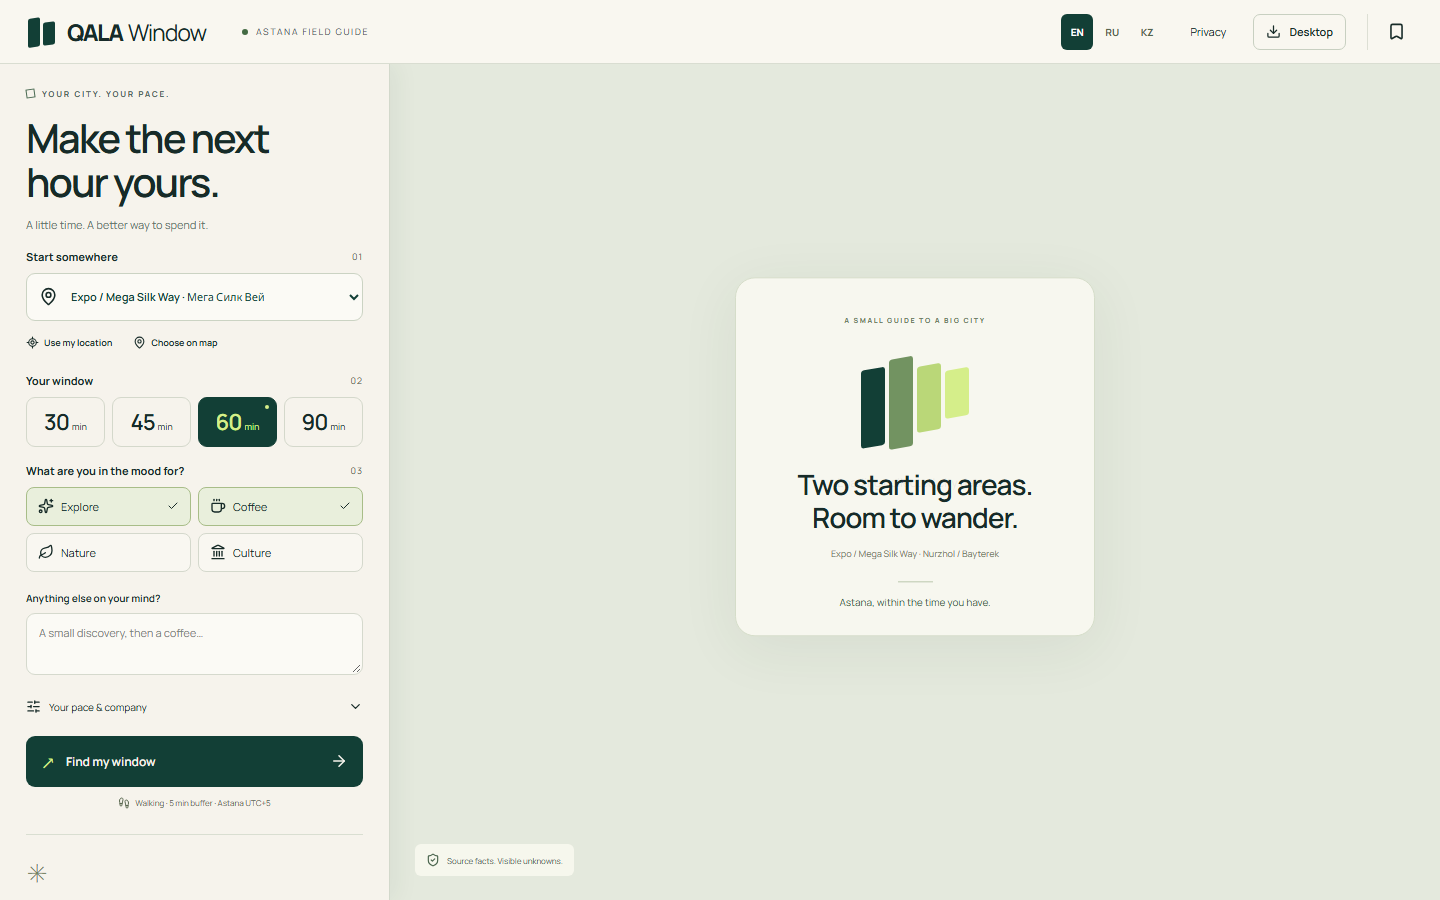 QALA Window
ASTANA FIELD GUIDE
EN
RU
KZ
Privacy
Desktop
YOUR CITY. YOUR PACE.
Make the next
hour yours.
A little time. A better way to spend it.
Start somewhere
01
Expo / Mega Silk Way · Мега Силк Вей
Use my location
Choose on map
Your window
02
30 min
45 min
60 min
90 min
What are you in the mood for?
03
Explore
Coffee
Nature
Culture
Anything else on your mind?
A small discovery, then a coffee…
Your pace & company
Find my window
Walking · 5 min buffer · Astana UTC+5
A SMALL GUIDE TO A BIG CITY
Two starting areas.
Room to wander.
Expo / Mega Silk Way · Nurzhol / Bayterek
Astana, within the time you have.
Source facts. Visible unknowns.